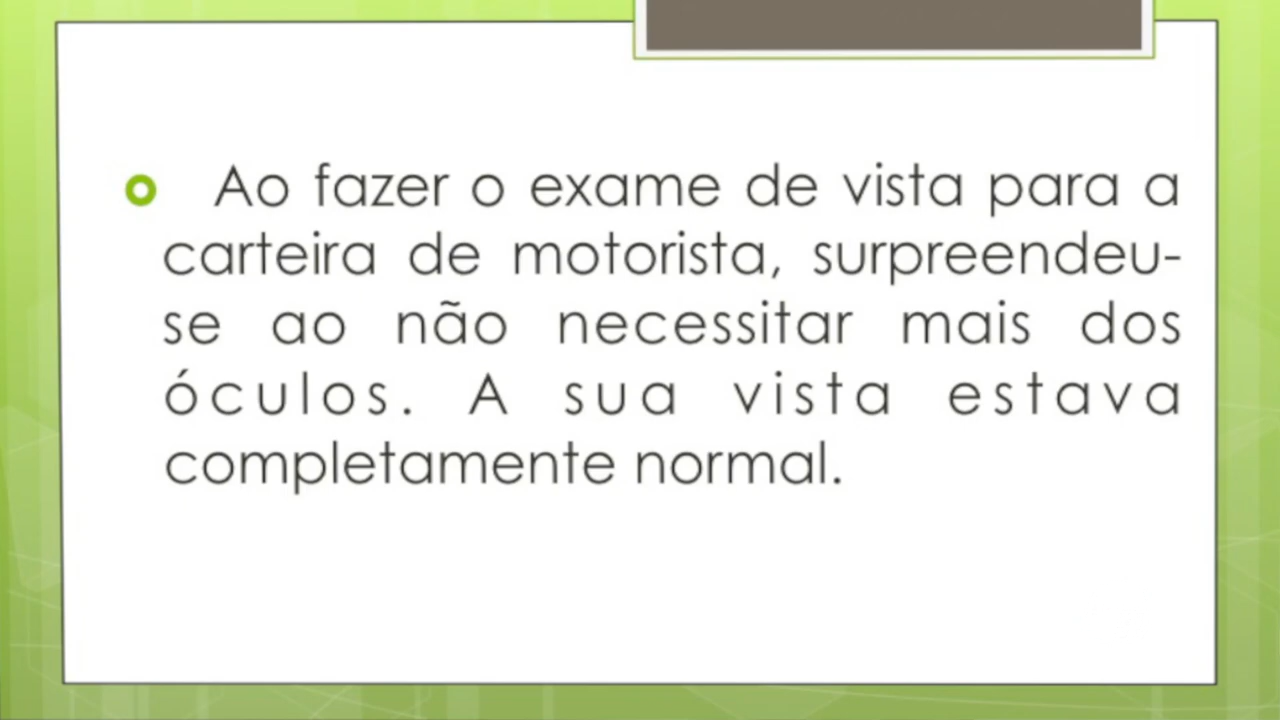 Ao fazer o exame de vista para a
carteira de motorista, surpreendeu-
se ao não necessitar mais dos
óculos. A sua vista estava
completamente normal.